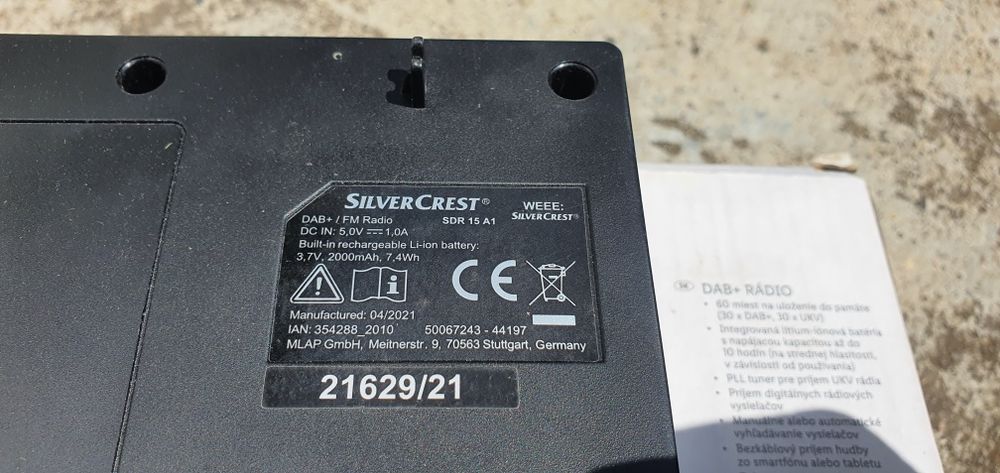 SILVERCREST®
WEEE:
SILVERCREST®
DAB+ / FM Radio SDR 15 A1
DC IN: 5,0V ⎓ 1,0A
Built-in rechargeable Li-ion battery:
3,7V, 2000mAh, 7,4Wh
CE
Manufactured: 04/2021
IAN: 354288_2010 50067243 - 44197
MLAP GmbH, Meitnerstr. 9, 70563 Stuttgart, Germany
21629/21
SK DAB+ RÁDIO
• 60 miest na uloženie do pamäte
(30 x DAB+, 30 x UKV)
• Integrovaná lítium-iónová batéria
s napájacou kapacitou až do
10 hodín (na strednej hlasitosti,
v závislosti od používania)
• PLL tuner pre príjem UKV rádia
• Príjem digitálnych rádiových
vysielačov
• Manuálne alebo automatické
vyhľadávanie vysielačov
• Bezkáblový príjem hudby
zo smartfónu alebo tabletu